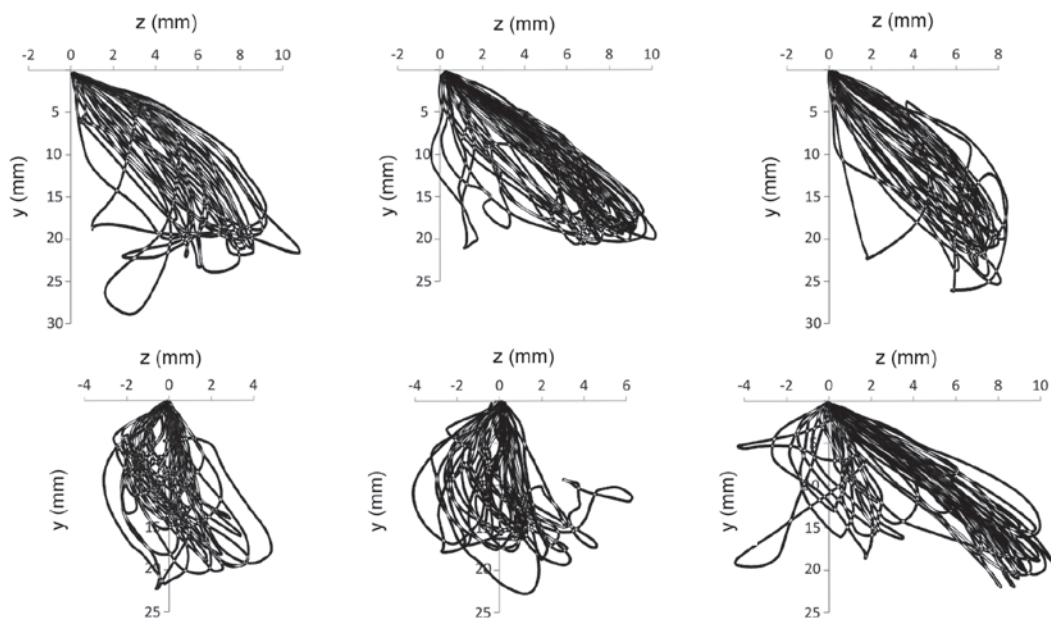 z (mm) z (mm) z (mm)
-2 0 2 4 6 8 10 -2 0 2 4 6 8 10 -2 0 2 4 6 8
5 5 5
10 10 10
y (mm) 15 y (mm) 15 y (mm) 15
20 20 20
25 25 25
30 30
z (mm) z (mm) z (mm)
-4 -2 0 2 4 -4 -2 0 2 4 6 -4 -2 0 2 4 6 8 10
y (mm) y (mm) y (mm) 15
20 20
25 25 25